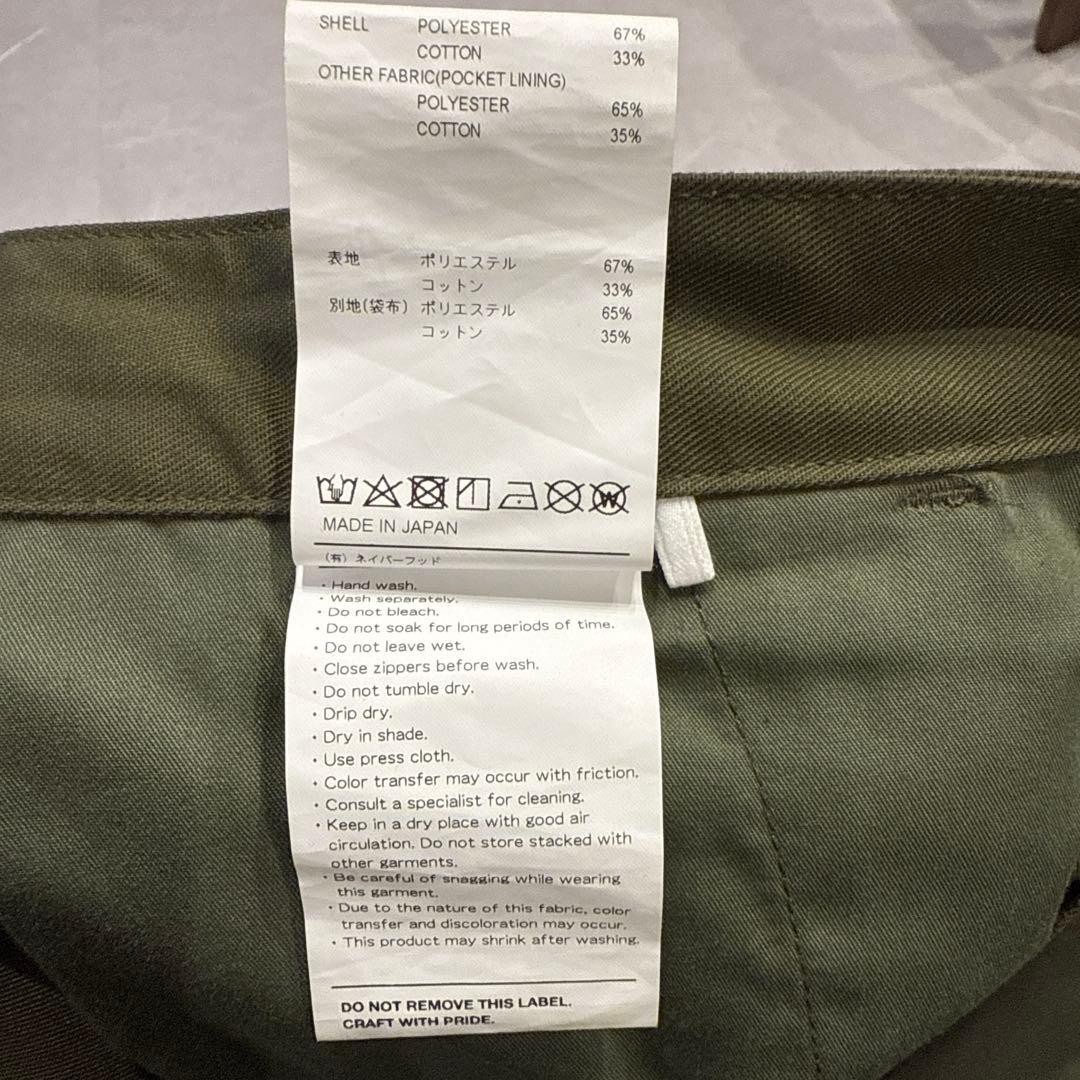 SHELL POLYESTER 67%
COTTON 33%
OTHER FABRIC(POCKET LINING)
POLYESTER 65%
COTTON 35%
表地 ポリエステル 67%
コットン 33%
別地(袋布) ポリエステル 65%
コットン 35%
W
MADE IN JAPAN
(有) ネイバーフッド
・Hand wash.
・Wash separately.
・Do not bleach.
・Do not soak for long periods of time.
・Do not leave wet.
・Close zippers before wash.
・Do not tumble dry.
・Drip dry.
・Dry in shade.
・Use press cloth.
・Color transfer may occur with friction.
・Consult a specialist for cleaning.
・Keep in a dry place with good air
circulation. Do not store stacked with
other garments.
・Be careful of snagging while wearing
this garment.
・Due to the nature of this fabric, color
transfer and discoloration may occur.
・This product may shrink after washing.
DO NOT REMOVE THIS LABEL.
CRAFT WITH PRIDE.